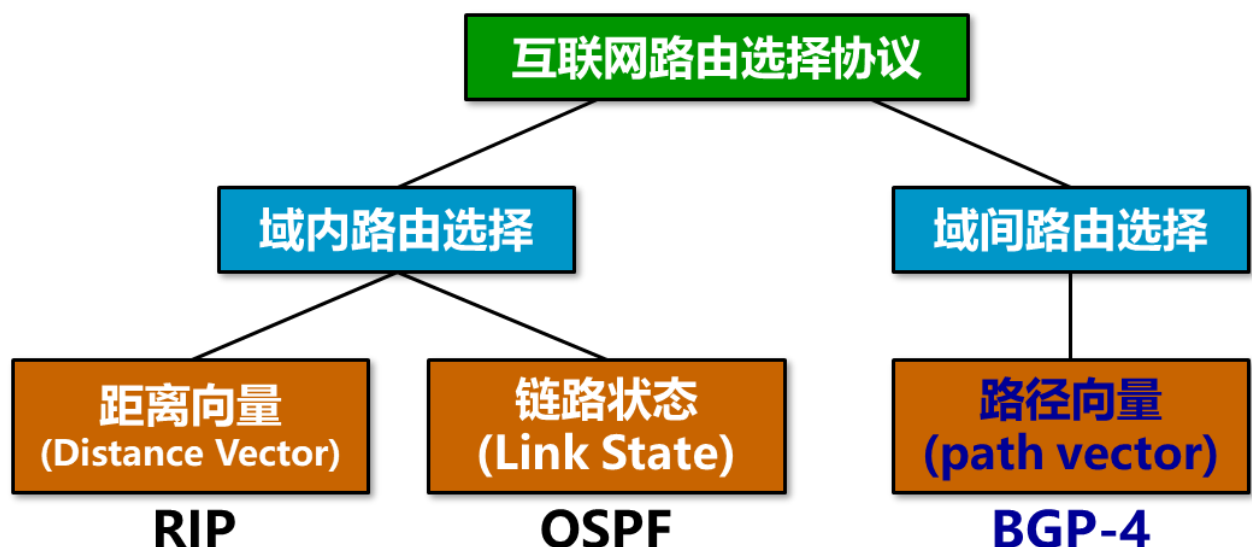 互联网路由选择协议
域内路由选择
域间路由选择
距离向量
(Distance Vector)
链路状态
(Link State)
路径向量
(path vector)
RIP
OSPF
BGP-4